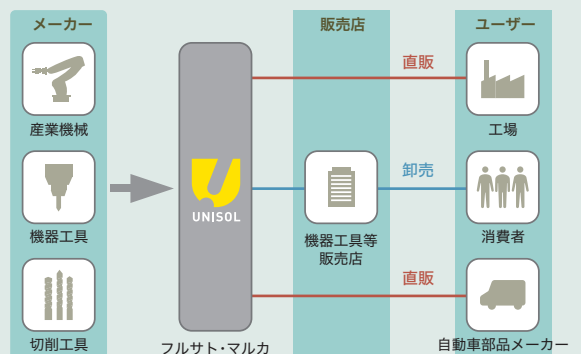 メーカー
産業機械
機器工具
切削工具
UNISOL
フルサト・マルカ
販売店
機器工具等
販売店
直販
卸売
直販
ユーザー
工場
消費者
自動車部品メーカー